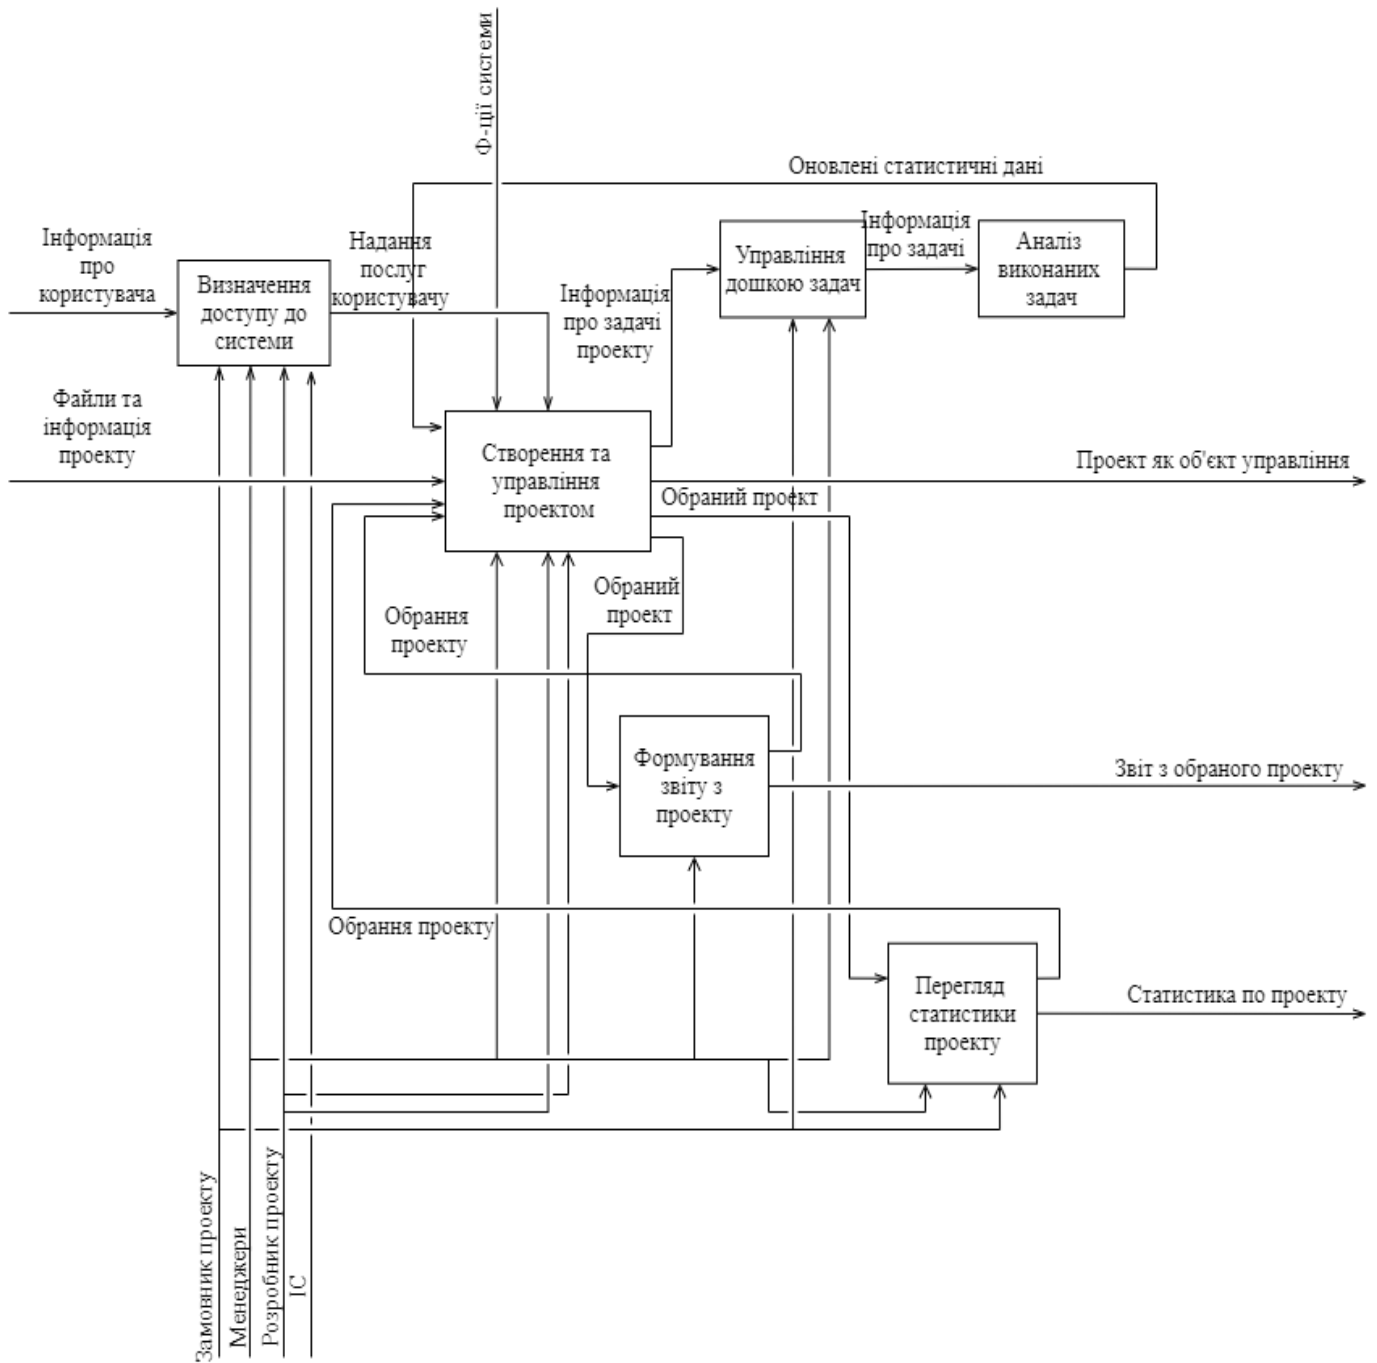 Ф-ції системи
Оновлені статистичні дані
Інформація
про
користувача
Визначення
доступу до
системи
Надання
послуг
користувачу
Інформація
про задачі
проекту
Управління
дошкою задач
Інформація
про задачі
Аналіз
виконаних
задач
Файли та
інформація
проекту
Створення та
управління
проектом
Проект як об'єкт управління
Обраний проект
Обраний
проект
Обрання
проекту
Формування
звіту з
проекту
Звіт з обраного проекту
Обрання проекту
Перегляд
статистики
проекту
Статистика по проекту
Замовник проекту
Менеджери
Розробник проекту
ІС